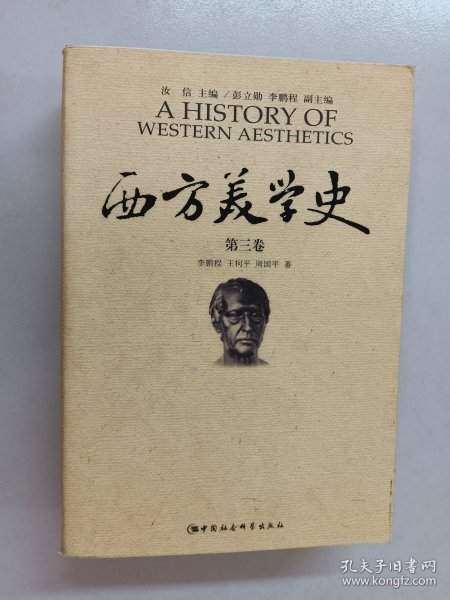 汝 信 主编 / 彭立勋 李鹏程 副主编
A HISTORY OF
WESTERN AESTHETICS
西方美学史
第三卷
李鹏程 王柯平 周国平 著
中国社会科学出版社
孔夫子旧书网
www.kongfz.com